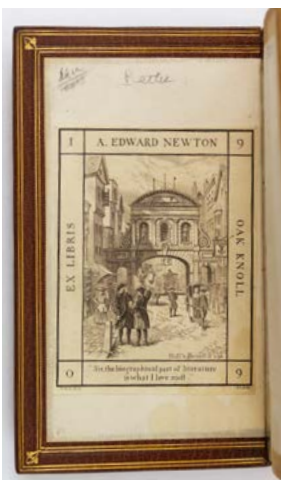 1 A. EDWARD NEWTON 9
EX LIBRIS
OAK KNOLL
0 "Sir, the biographical part of literature 9
is what I love most."